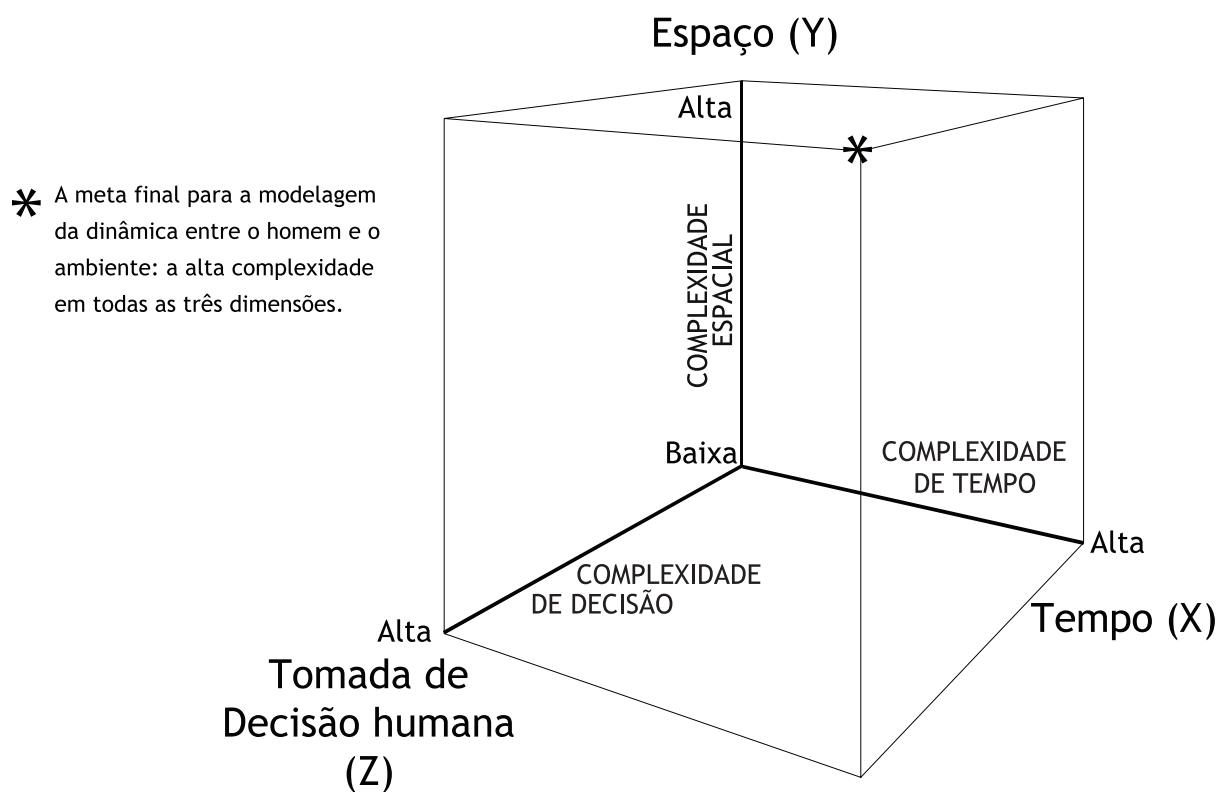 Espaço (Y)
Alta
* A meta final para a modelagem
da dinâmica entre o homem e o
ambiente: a alta complexidade
em todas as três dimensões.
*
COMPLEXIDADE
ESPACIAL
Baixa
COMPLEXIDADE
DE TEMPO
Alta
Tempo (X)
COMPLEXIDADE
DE DECISÃO
Alta
Tomada de
Decisão humana
(Z)